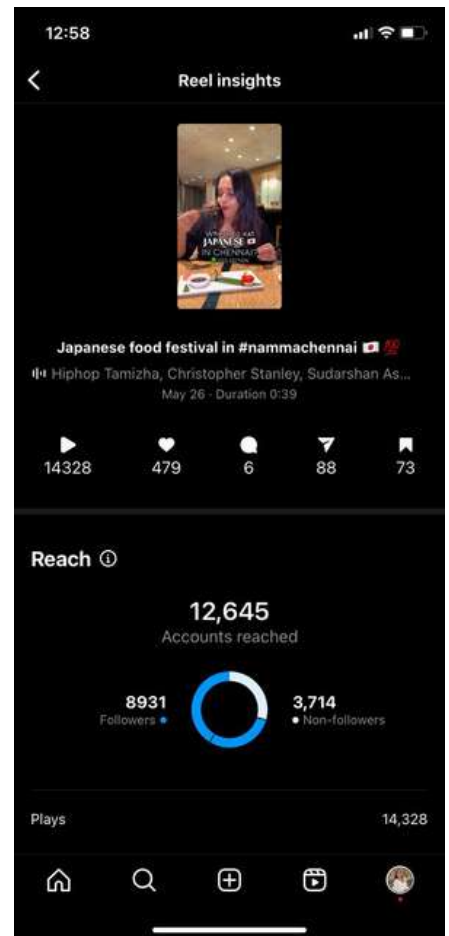 12:58
Reel insights
JAPANESE 🇯🇵
IN CHENNAI?
Japanese food festival in #nammachennai 🇯🇵 💯
Hiphop Tamizha, Christopher Stanley, Sudarshan As...
May 26 · Duration 0:39
14328 479 6 88 73
Reach
12,645
Accounts reached
8931
Followers
3,714
Non-followers
Plays 14,328